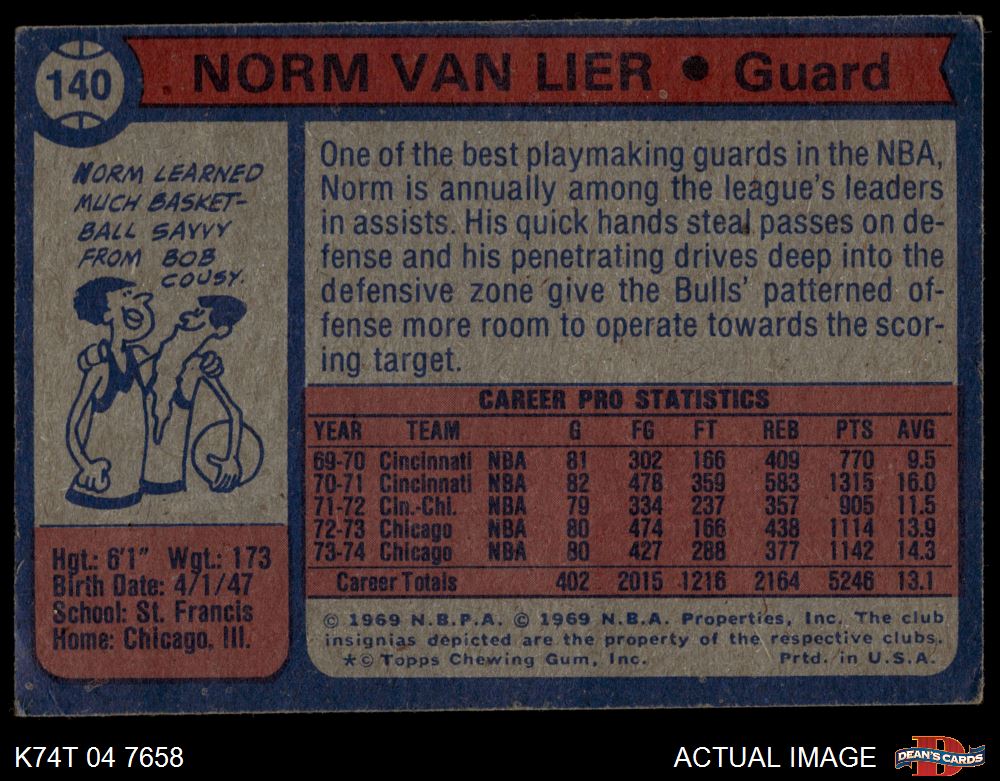 140
NORM VAN LIER • Guard
NORM LEARNED
MUCH BASKET-
BALL SAVVY
FROM BOB
COUSY.
One of the best playmaking guards in the NBA,
Norm is annually among the league's leaders
in assists. His quick hands steal passes on de-
fense and his penetrating drives deep into the
defensive zone give the Bulls' patterned of-
fense more room to operate towards the scor-
ing target.
Hgt.: 6'1" Wgt.: 173
Birth Date: 4/1/47
School: St. Francis
Home: Chicago, Ill.
CAREER PRO STATISTICS
YEAR TEAM G FG FT REB PTS AVG
69-70 Cincinnati NBA 81 302 166 409 770 9.5
70-71 Cincinnati NBA 82 478 359 583 1315 16.0
71-72 Cin.-Chi. NBA 79 334 237 357 905 11.5
72-73 Chicago NBA 80 474 166 438 1114 13.9
73-74 Chicago NBA 80 427 288 377 1142 14.3
Career Totals 402 2015 1216 2164 5246 13.1
© 1969 N.B.P.A. © 1969 N.B.A. Properties, Inc. The club
insignias depicted are the property of the respective clubs.
★© Topps Chewing Gum, Inc. Prtd. in U.S.A.
K74T 04 7658
ACTUAL IMAGE
D
DEAN'S CARDS